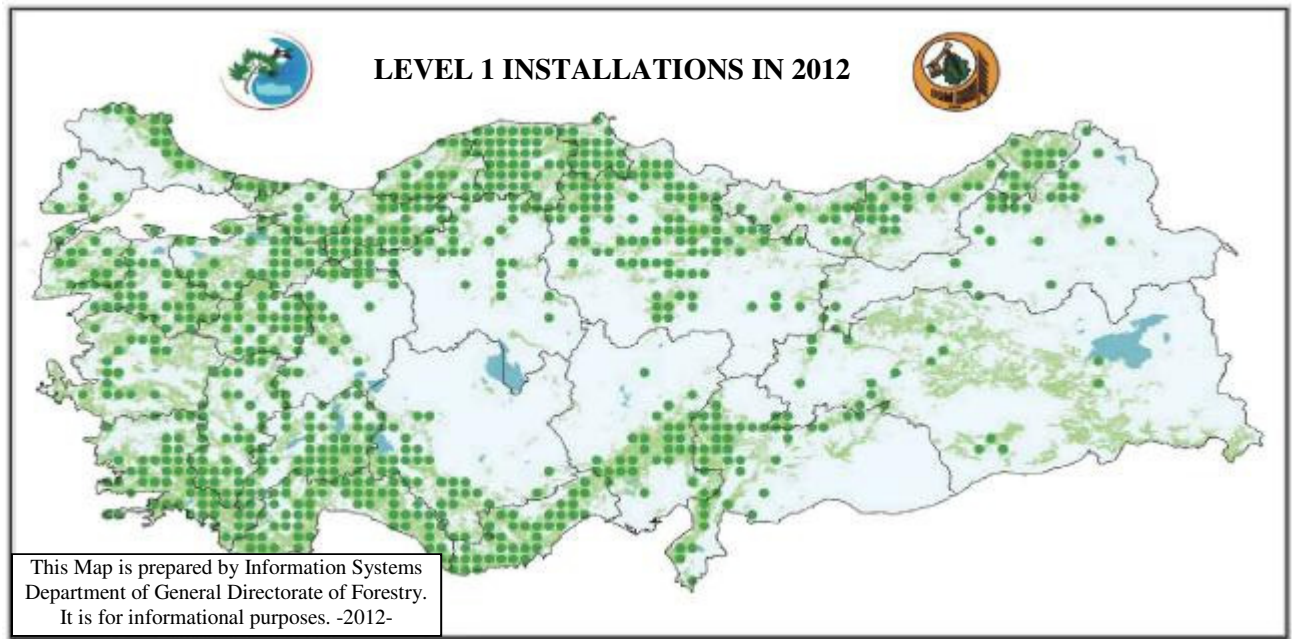 LEVEL 1 INSTALLATIONS IN 2012
This Map is prepared by Information Systems
Department of General Directorate of Forestry.
It is for informational purposes. -2012-